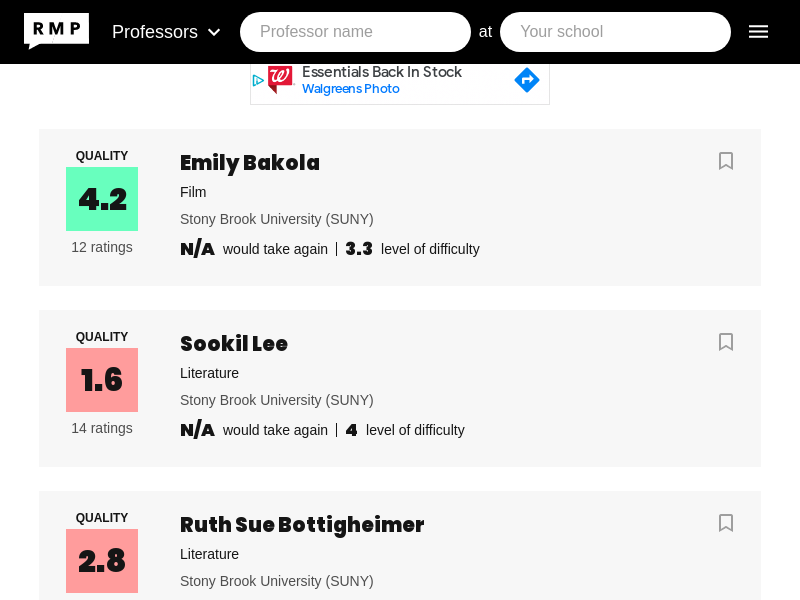 RMP Professors Professor name at Your school
Essentials Back In Stock
Walgreens Photo
QUALITY
4.2
12 ratings
Emily Bakola
Film
Stony Brook University (SUNY)
N/A would take again | 3.3 level of difficulty
QUALITY
1.6
14 ratings
Sookil Lee
Literature
Stony Brook University (SUNY)
N/A would take again | 4 level of difficulty
QUALITY
2.8
Ruth Sue Bottigheimer
Literature
Stony Brook University (SUNY)